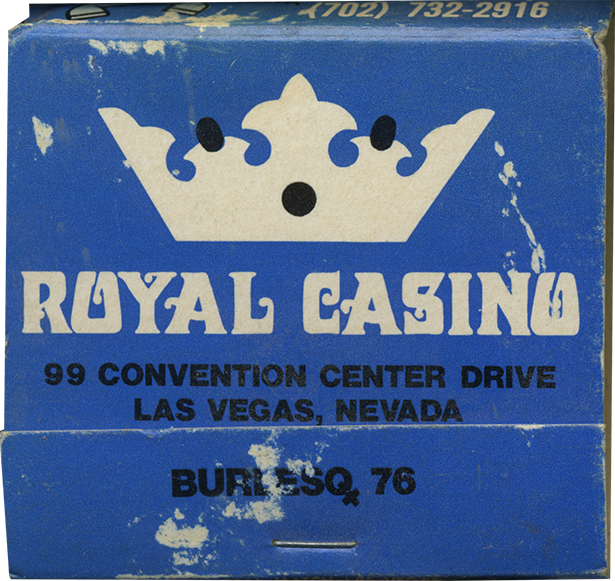 (702) 732-2916
ROYAL CASINO
99 CONVENTION CENTER DRIVE
LAS VEGAS, NEVADA
BURLESQ 76